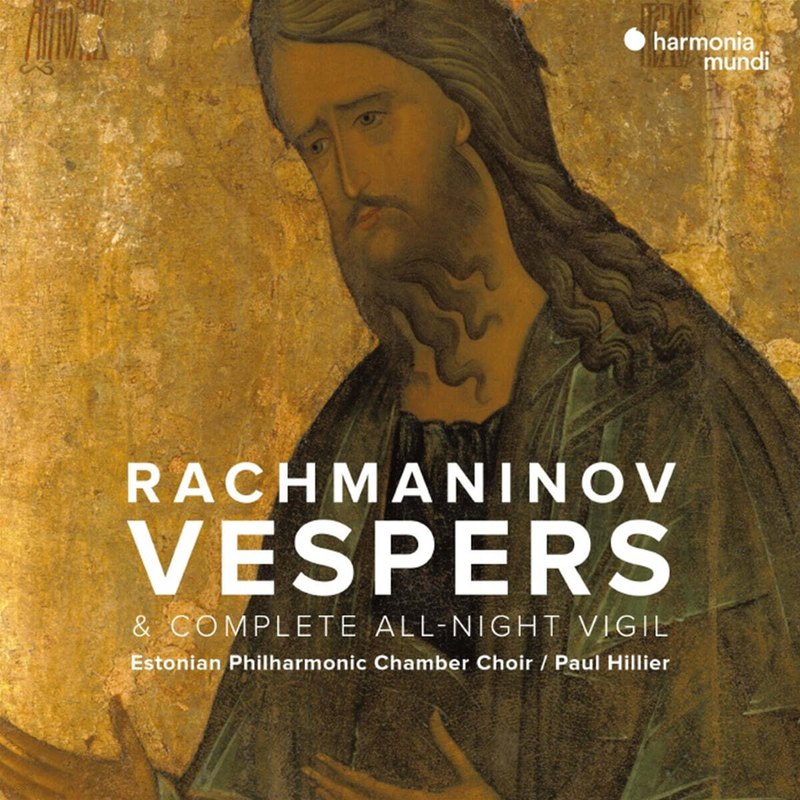 harmonia
mundi
RACHMANINOV
VESPERS
& COMPLETE ALL-NIGHT VIGIL
Estonian Philharmonic Chamber Choir / Paul Hillier